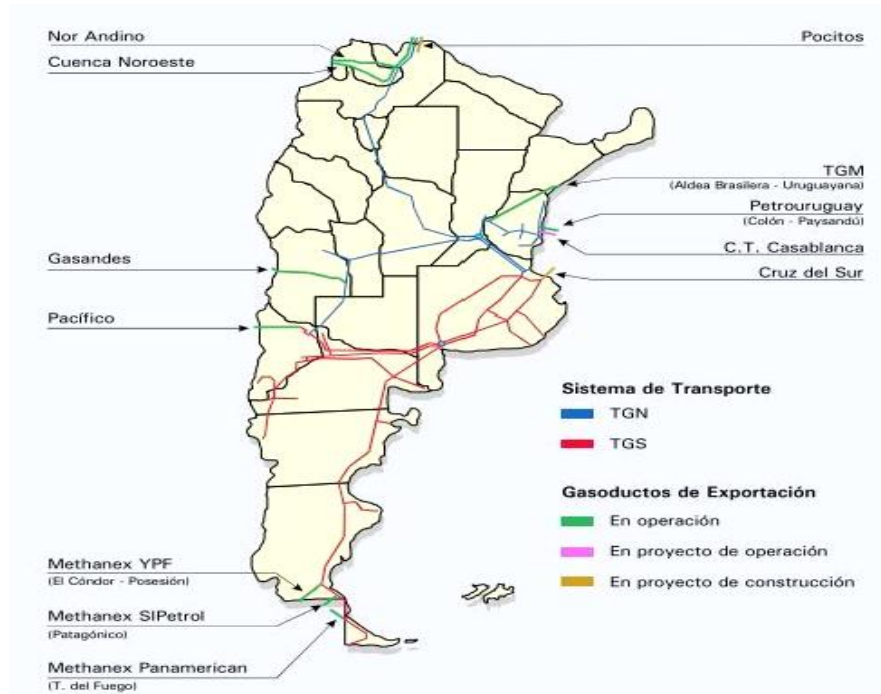 Nor Andino
Cuenca Noroeste
Pocitos
TGM
(Aldea Brasilera - Uruguayana)
Petrouruguay
(Colón - Paysandú)
C.T. Casablanca
Cruz del Sur
Gasandes
Pacífico
Sistema de Transporte
TGN
TGS
Gasoductos de Exportación
En operación
En proyecto de operación
En proyecto de construcción
Methanex YPF
(El Cóndor - Posesión)
Methanex SIPetrol
(Patagónico)
Methanex Panamerican
(T. del Fuego)